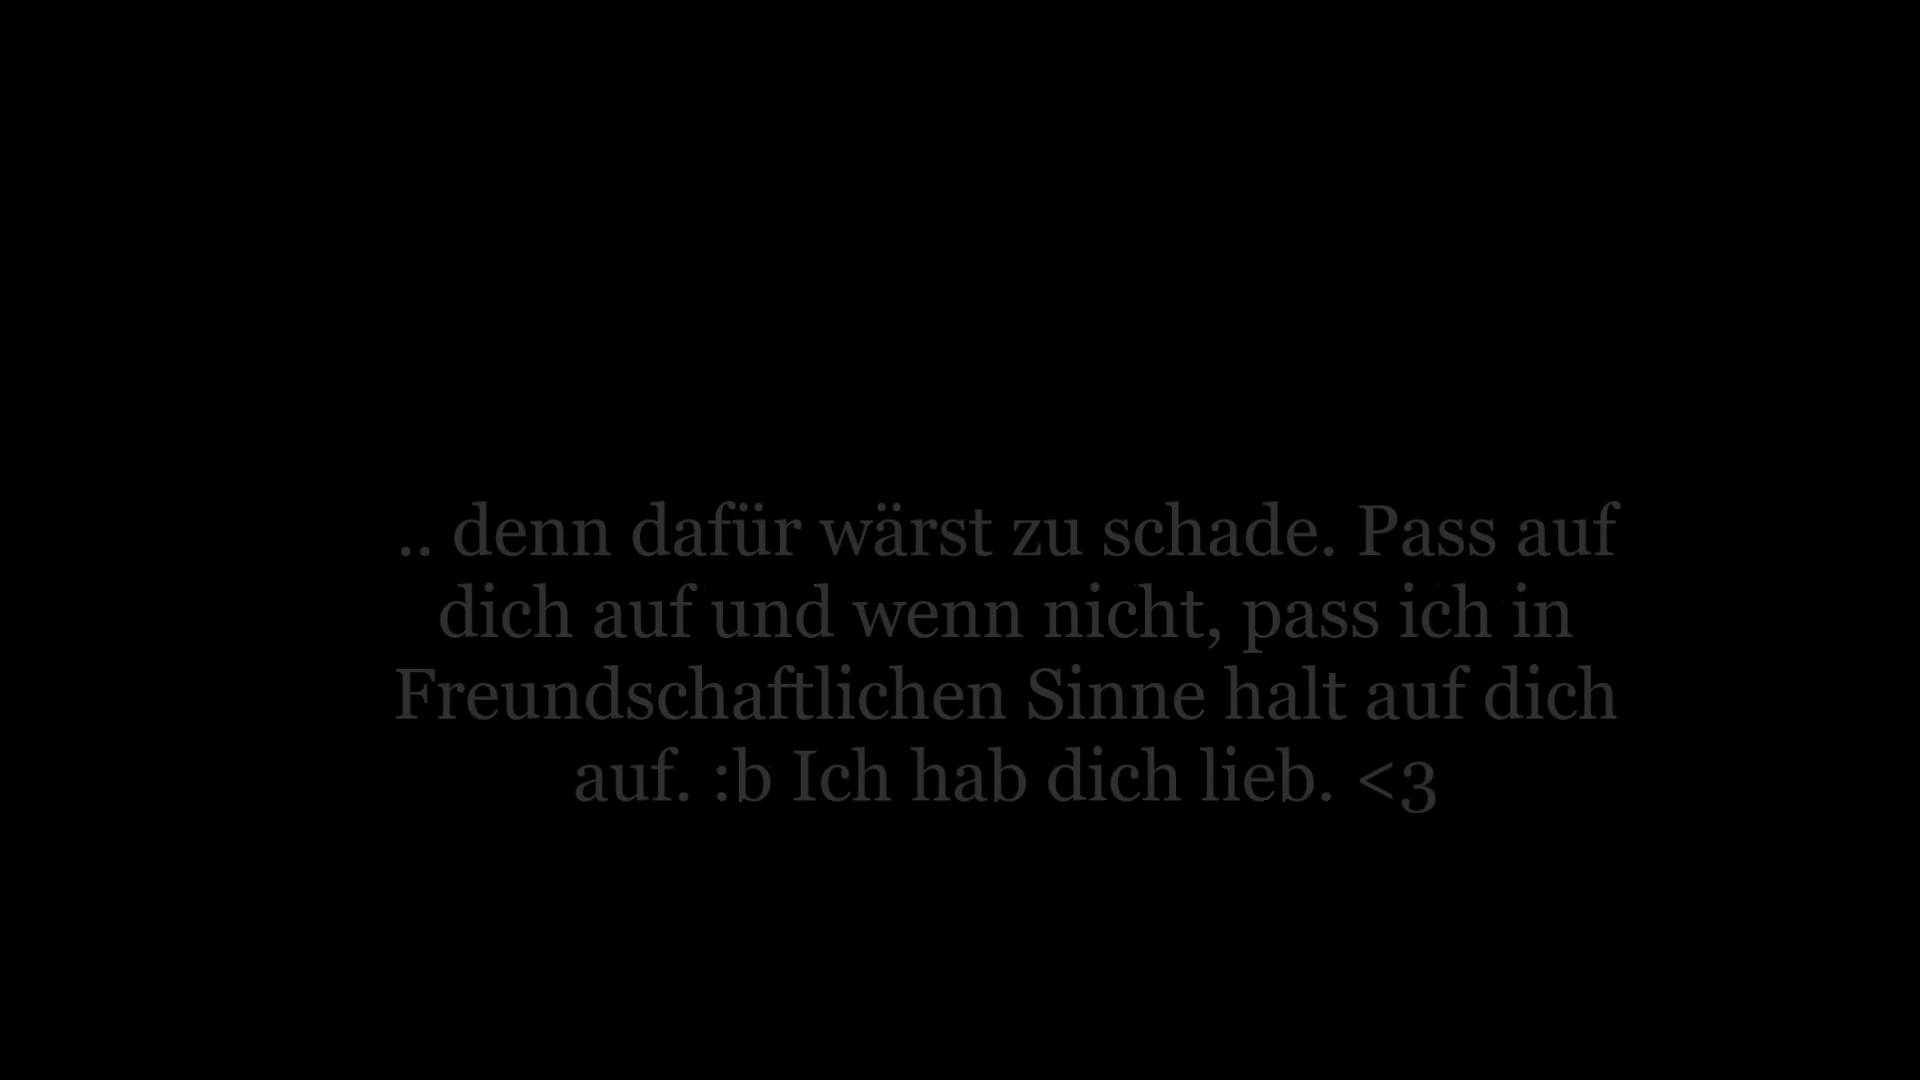 .. denn dafür wärst zu schade. Pass auf
dich auf und wenn nicht, pass ich in
Freundschaftlichen Sinne halt auf dich
auf. :b Ich hab dich lieb. <3